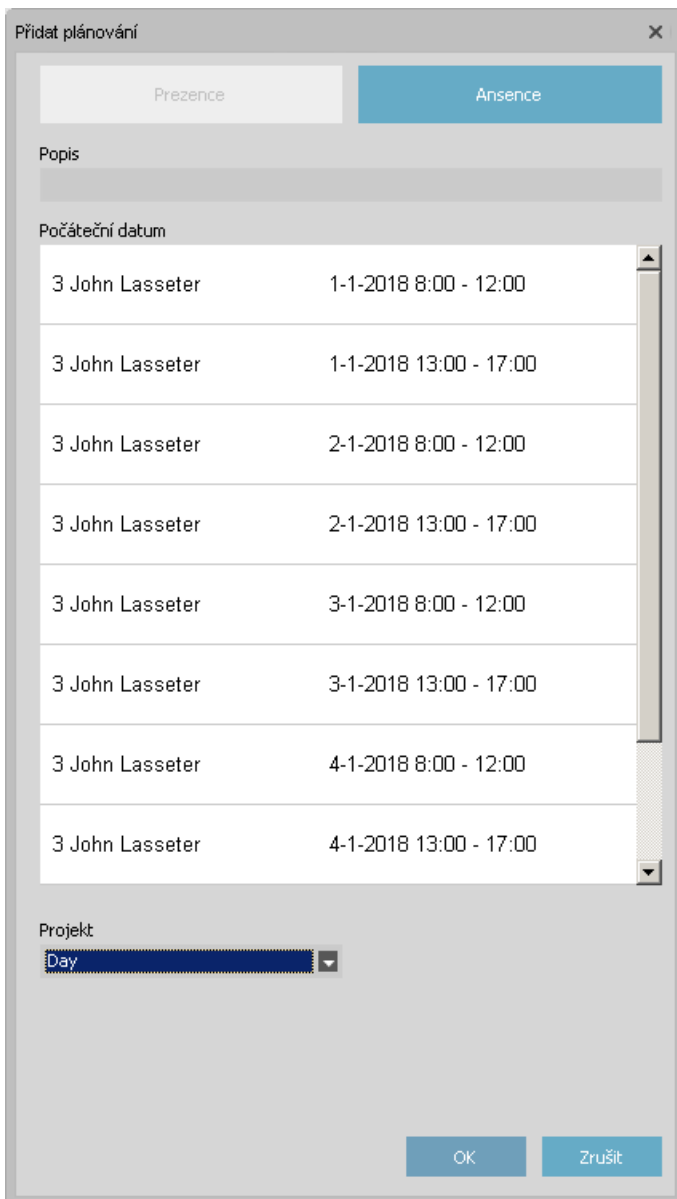 Přidat plánování
Prezence Ansence
Popis
Počáteční datum
3 John Lasseter 1-1-2018 8:00 - 12:00
3 John Lasseter 1-1-2018 13:00 - 17:00
3 John Lasseter 2-1-2018 8:00 - 12:00
3 John Lasseter 2-1-2018 13:00 - 17:00
3 John Lasseter 3-1-2018 8:00 - 12:00
3 John Lasseter 3-1-2018 13:00 - 17:00
3 John Lasseter 4-1-2018 8:00 - 12:00
3 John Lasseter 4-1-2018 13:00 - 17:00
Projekt
Day
OK Zrušit